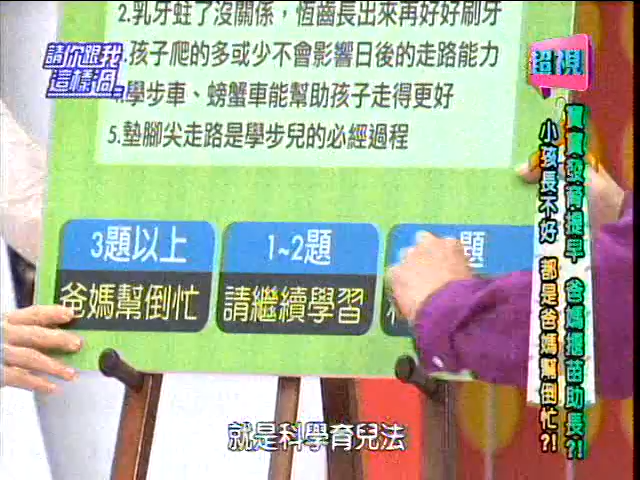 2.乳牙蛀了沒關係，恆齒長出來再好好刷牙
.孩子爬的多或少不會影響日後的走路能力
4.學步車、螃蟹車能幫助孩子走得更好
5.墊腳尖走路是學步兒的必經過程
請你跟我
這樣過
超視
寶寶發育提早 爸媽揠苗助長?!
小孩長不好 都是爸媽幫倒忙?!
3題以上
爸媽幫倒忙
1~2題
請繼續學習
題
就是科學育兒法